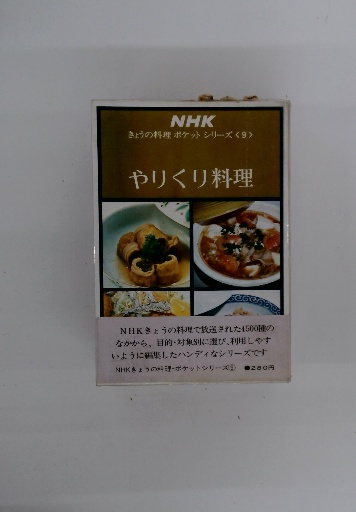 NHK
きょうの料理 ポケットシリーズ〈9〉
やりくり料理
NHKきょうの料理で放送された4500種の
なかから、目的・対象別に選び、利用しやす
いように編集したハンディなシリーズです
NHKきょうの料理・ポケットシリーズ⑨ ●280円